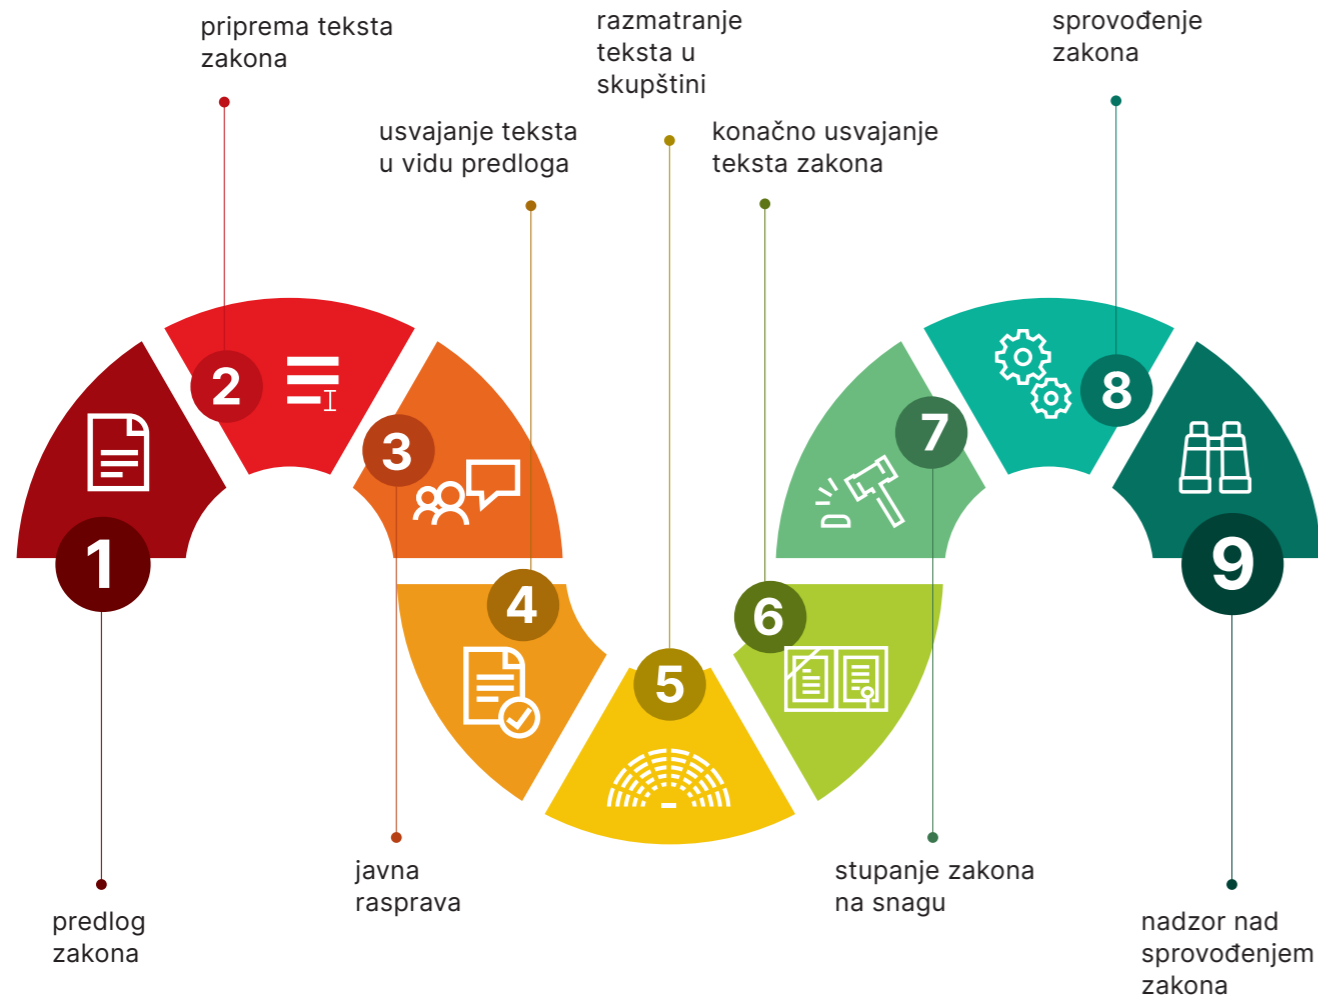 priprema teksta
zakona
razmatranje
teksta u
skupštini
sprovođenje
zakona
usvajanje teksta
u vidu predloga
konačno usvajanje
teksta zakona
2
8
3
7
1
9
4
6
5
javna
rasprava
stupanje zakona
na snagu
predlog
zakona
nadzor nad
sprovođenjem
zakona